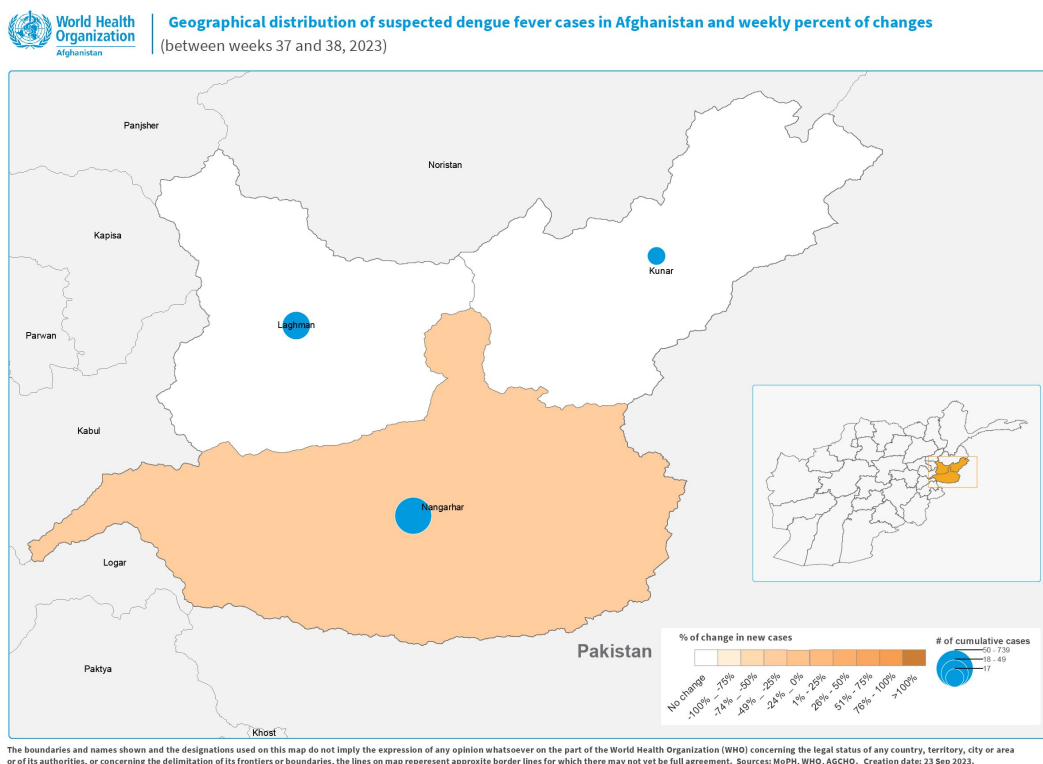 World Health
Organization
Afghanistan
Geographical distribution of suspected dengue fever cases in Afghanistan and weekly percent of changes
(between weeks 37 and 38, 2023)
Panjsher
Noristan
Kapisa
Kunar
Laghman
Parwan
Kabul
Nangarhar
Logar
Pakistan
Paktya
Khost
% of change in new cases
No change
-100% – -75%
-74% – -50%
-49% – -25%
-24% – 0%
1% - 25%
26% - 50%
51% - 75%
76% - 100%
>100%
# of cumulative cases
50 - 739
18 - 49
17
The boundaries and names shown and the designations used on this map do not imply the expression of any opinion whatsoever on the part of the World Health Organization (WHO) concerning the legal status of any country, territory, city or area
or of its authorities, or concerning the delimitation of its frontiers or boundaries, the lines on map reperesent approxite border lines for which there may not yet be full agreement. Sources: MoPH, WHO, AGCHO, Creation date: 23 Sep 2023.